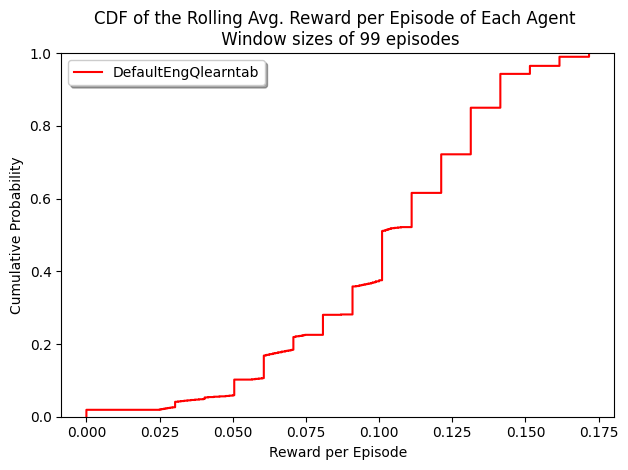 CDF of the Rolling Avg. Reward per Episode of Each Agent
Window sizes of 99 episodes
DefaultEngQlearntab
1.0
0.8
0.6
0.4
0.2
0.0
Cumulative Probability
0.000 0.025 0.050 0.075 0.100 0.125 0.150 0.175
Reward per Episode